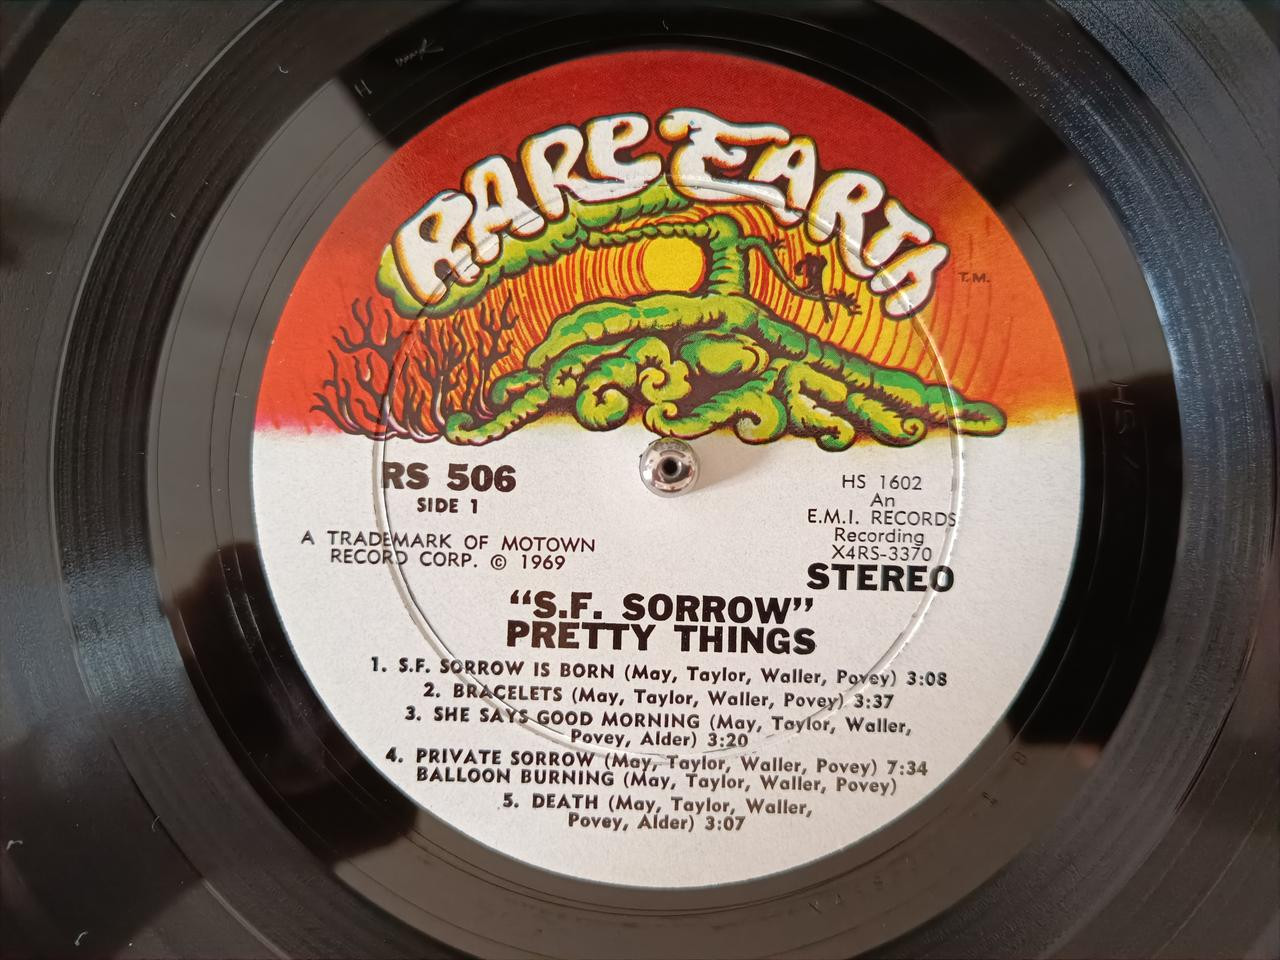 RARE EARTH
T.M.
RS 506
SIDE 1
A TRADEMARK OF MOTOWN
RECORD CORP. © 1969
HS 1602
An
E.M.I. RECORDS
Recording
X4RS-3370
STEREO
“S.F. SORROW”
PRETTY THINGS
1. S.F. SORROW IS BORN (May, Taylor, Waller, Povey) 3:08
2. BRACELETS (May, Taylor, Waller, Povey) 3:37
3. SHE SAYS GOOD MORNING (May, Taylor, Waller,
Povey, Alder) 3:20
4. PRIVATE SORROW (May, Taylor, Waller, Povey) 7:34
BALLOON BURNING (May, Taylor, Waller, Povey)
5. DEATH (May, Taylor, Waller,
Povey, Alder) 3:07